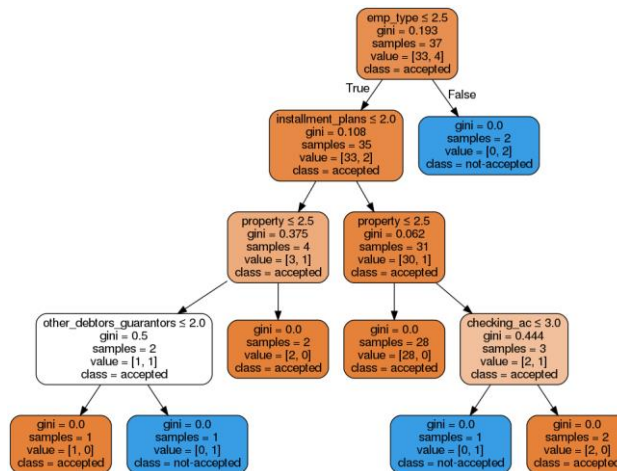 emp_type ≤ 2.5
gini = 0.193
samples = 37
value = [33, 4]
class = accepted
True
False
installment_plans ≤ 2.0
gini = 0.108
samples = 35
value = [33, 2]
class = accepted
gini = 0.0
samples = 2
value = [0, 2]
class = not-accepted
property ≤ 2.5
gini = 0.375
samples = 4
value = [3, 1]
class = accepted
property ≤ 2.5
gini = 0.062
samples = 31
value = [30, 1]
class = accepted
other_debtors_guarantors ≤ 2.0
gini = 0.5
samples = 2
value = [1, 1]
class = accepted
gini = 0.0
samples = 2
value = [2, 0]
class = accepted
gini = 0.0
samples = 28
value = [28, 0]
class = accepted
checking_ac ≤ 3.0
gini = 0.444
samples = 3
value = [2, 1]
class = accepted
gini = 0.0
samples = 1
value = [1, 0]
class = accepted
gini = 0.0
samples = 1
value = [0, 1]
class = not-accepted
gini = 0.0
samples = 1
value = [0, 1]
class = not-accepted
gini = 0.0
samples = 2
value = [2, 0]
class = accepted